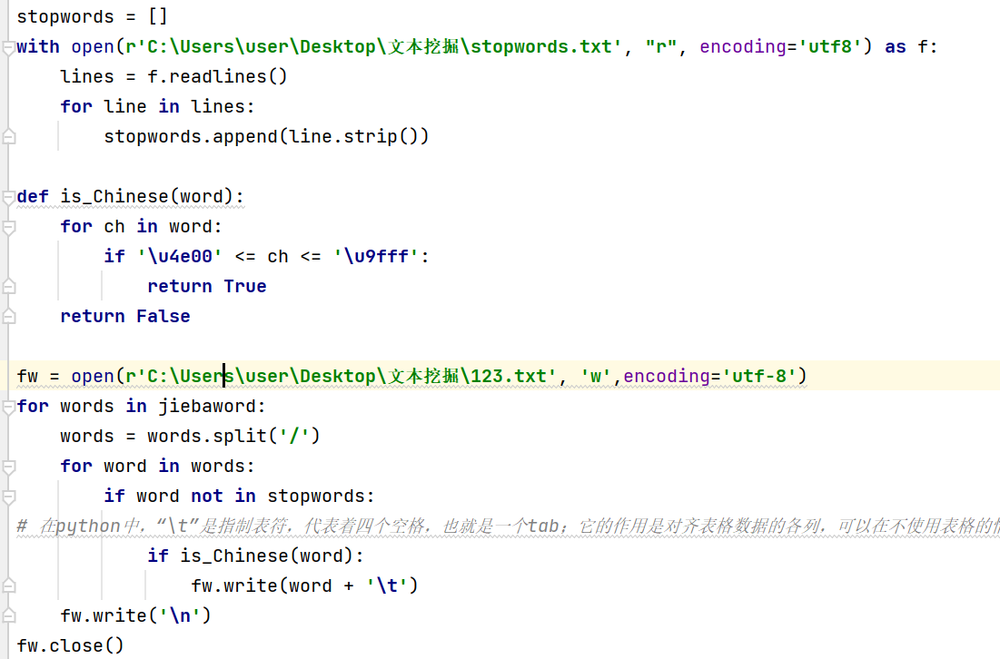 stopwords = []
with open(r'C:\Users\user\Desktop\文本挖掘\stopwords.txt', "r", encoding='utf8') as f:
    lines = f.readlines()
    for line in lines:
        stopwords.append(line.strip())
def is_Chinese(word):
    for ch in word:
        if '\u4e00' <= ch <= '\u9fff':
            return True
    return False
fw = open(r'C:\Users\user\Desktop\文本挖掘\123.txt', 'w',encoding='utf-8')
for words in jiebaword:
    words = words.split('/')
    for word in words:
        if word not in stopwords:
# 在python中，“\t”是指制表符，代表着四个空格，也就是一个tab；它的作用是对齐表格数据的各列，可以在不使用表格的
            if is_Chinese(word):
                fw.write(word + '\t')
    fw.write('\n')
fw.close()